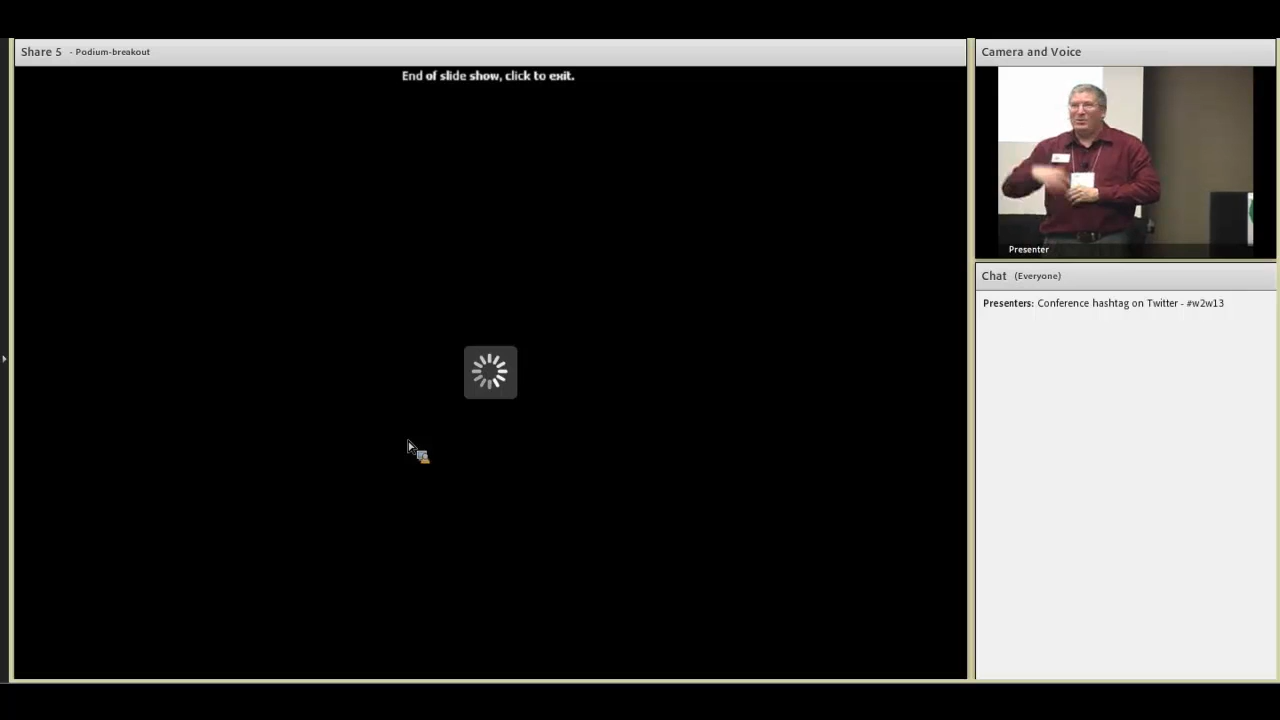 Share 5 - Podium-breakout
End of slide show, click to exit.
Camera and Voice
Presenter
Chat (Everyone)
Presenters: Conference hashtag on Twitter - #w2w13